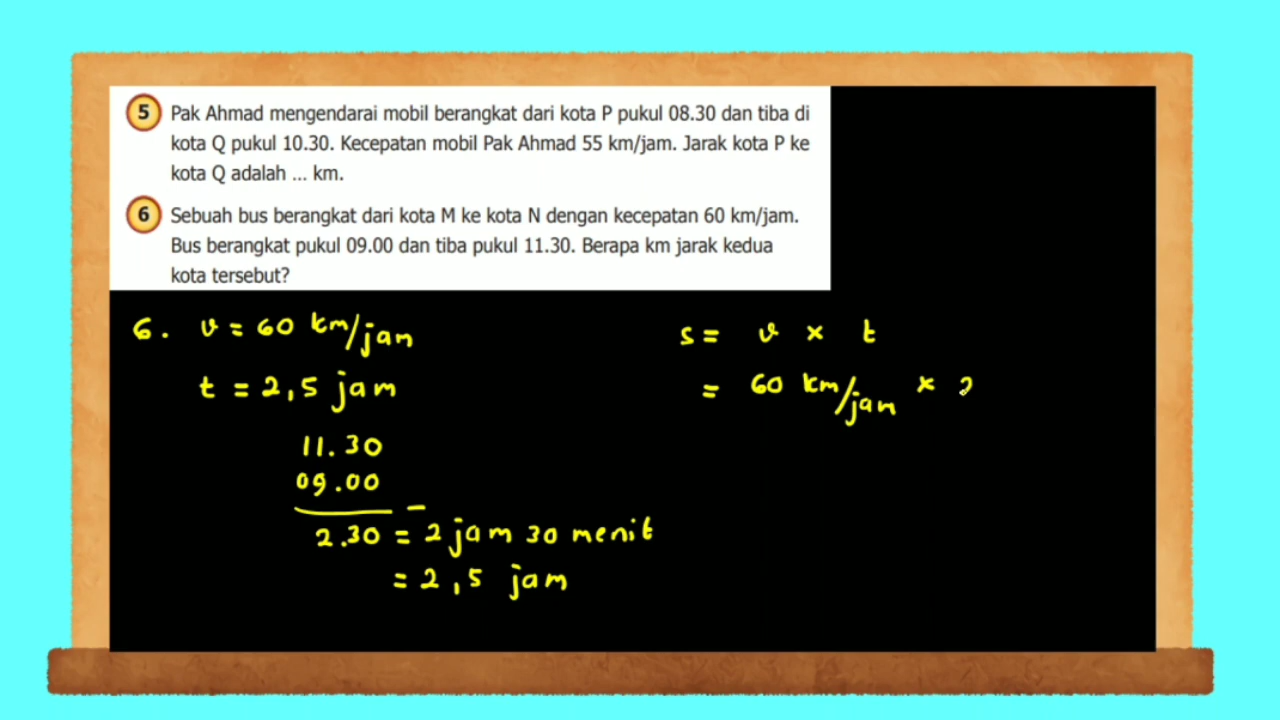 5 Pak Ahmad mengendarai mobil berangkat dari kota P pukul 08.30 dan tiba di
kota Q pukul 10.30. Kecepatan mobil Pak Ahmad 55 km/jam. Jarak kota P ke
kota Q adalah ... km.
6 Sebuah bus berangkat dari kota M ke kota N dengan kecepatan 60 km/jam.
Bus berangkat pukul 09.00 dan tiba pukul 11.30. Berapa km jarak kedua
kota tersebut?
6. v = 60 km/jam
t = 2,5 jam
11.30
09.00 -
2.30 = 2 jam 30 menit
= 2,5 jam
s = v x t
= 60 km/jam x 2